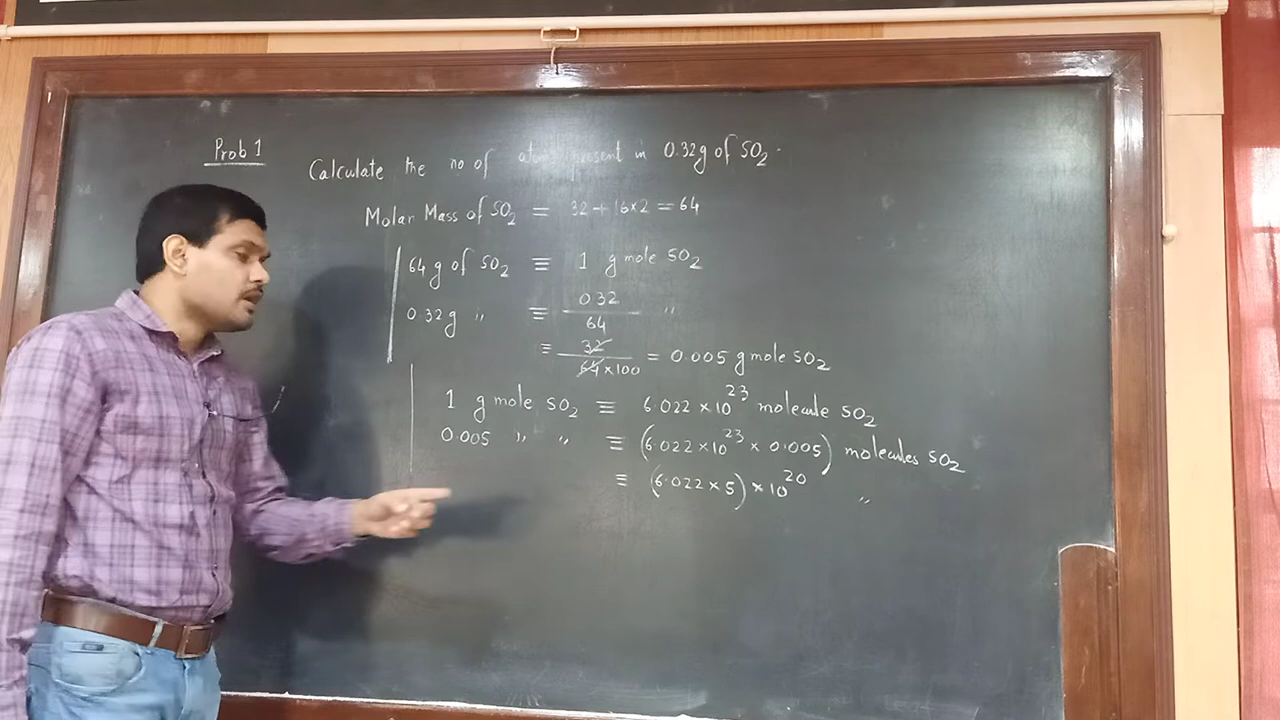 Prob 1
Calculate the no of atoms present in 0.32g of SO₂.
Molar Mass of SO₂ = 32 + 16×2 = 64
64 g of SO₂ ≡ 1 g mole SO₂
0.32g " ≡ 0.32/64 "
≡ 32/64×100 = 0.005 g mole SO₂
1 g mole SO₂ ≡ 6.022 ×10²³ molecule SO₂
0.005 " " ≡ (6.022×10²³ × 0.005) molecules SO₂
≡ (6.022×5)×10²⁰ "